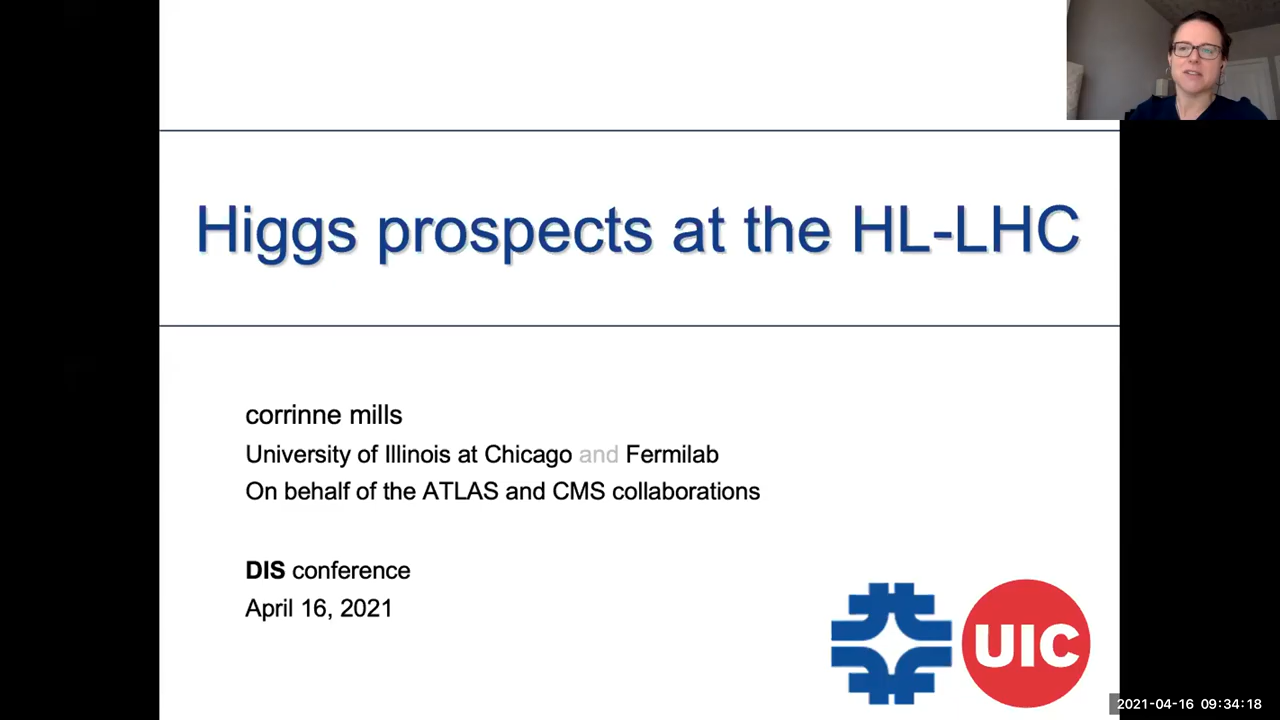 Higgs prospects at the HL-LHC
corrinne mills
University of Illinois at Chicago and Fermilab
On behalf of the ATLAS and CMS collaborations
DIS conference
April 16, 2021
UIC
2021-04-16 09:34:18